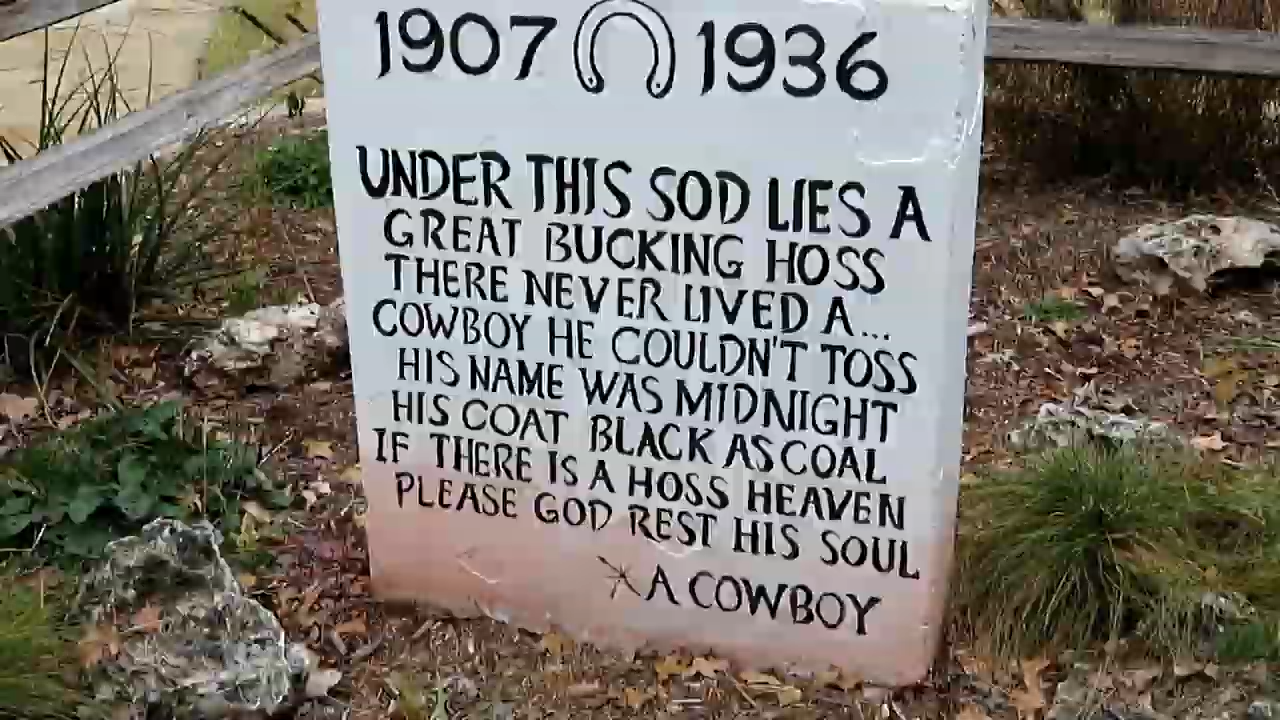 1907 1936
UNDER THIS SOD LIES A
GREAT BUCKING HOSS
THERE NEVER LIVED A...
COWBOY HE COULDN'T TOSS
HIS NAME WAS MIDNIGHT
HIS COAT BLACK AS COAL
IF THERE IS A HOSS HEAVEN
PLEASE GOD REST HIS SOUL
A COWBOY